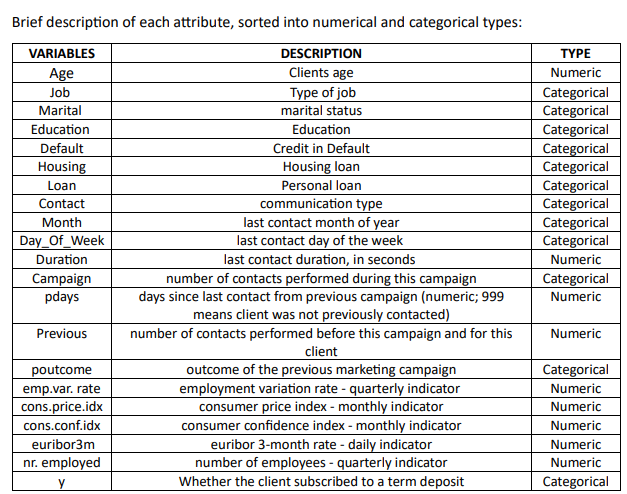 Brief description of each attribute, sorted into numerical and categorical types:
VARIABLES DESCRIPTION TYPE
Age Clients age Numeric
Job Type of job Categorical
Marital marital status Categorical
Education Education Categorical
Default Credit in Default Categorical
Housing Housing loan Categorical
Loan Personal loan Categorical
Contact communication type Categorical
Month last contact month of year Categorical
Day_Of_Week last contact day of the week Categorical
Duration last contact duration, in seconds Numeric
Campaign number of contacts performed during this campaign Categorical
pdays days since last contact from previous campaign (numeric; 999 Numeric
means client was not previously contacted)
Previous number of contacts performed before this campaign and for this Numeric
client
poutcome outcome of the previous marketing campaign Categorical
emp.var. rate employment variation rate - quarterly indicator Numeric
cons.price.idx consumer price index - monthly indicator Numeric
cons.conf.idx consumer confidence index - monthly indicator Numeric
euribor3m euribor 3-month rate - daily indicator Numeric
nr. employed number of employees - quarterly indicator Numeric
y Whether the client subscribed to a term deposit Categorical